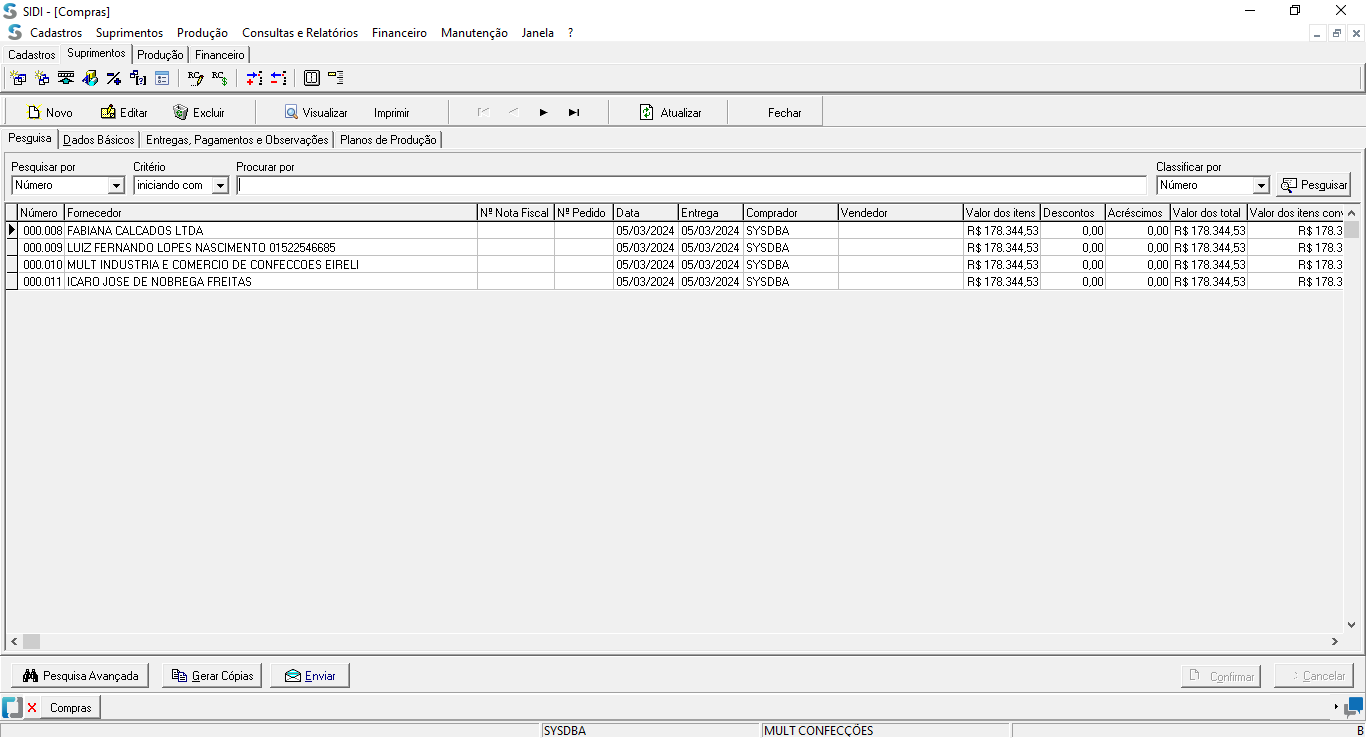 SIDI - [Compras]
Cadastros Suprimentos Produção Consultas e Relatórios Financeiro Manutenção Janela ?
Cadastros Suprimentos Produção Financeiro
Novo Editar Excluir Visualizar Imprimir Atualizar Fechar
Pesquisa Dados Básicos Entregas, Pagamentos e Observações Planos de Produção
Pesquisar por Critério Procurar por Classificar por
Número iniciando com Número Pesquisar
Número Fornecedor Nº Nota Fiscal Nº Pedido Data Entrega Comprador Vendedor Valor dos itens Descontos Acréscimos Valor dos total Valor dos itens conv
000.008 FABIANA CALCADOS LTDA 05/03/2024 05/03/2024 SYSDBA R$ 178.344,53 0,00 0,00 R$ 178.344,53 R$ 178.3
000.009 LUIZ FERNANDO LOPES NASCIMENTO 01522546685 05/03/2024 05/03/2024 SYSDBA R$ 178.344,53 0,00 0,00 R$ 178.344,53 R$ 178.3
000.010 MULT INDUSTRIA E COMERCIO DE CONFECCOES EIRELI 05/03/2024 05/03/2024 SYSDBA R$ 178.344,53 0,00 0,00 R$ 178.344,53 R$ 178.3
000.011 ICARO JOSE DE NOBREGA FREITAS 05/03/2024 05/03/2024 SYSDBA R$ 178.344,53 0,00 0,00 R$ 178.344,53 R$ 178.3
Pesquisa Avançada Gerar Cópias Enviar Confirmar Cancelar
Compras
SYSDBA MULT CONFECÇÕES B